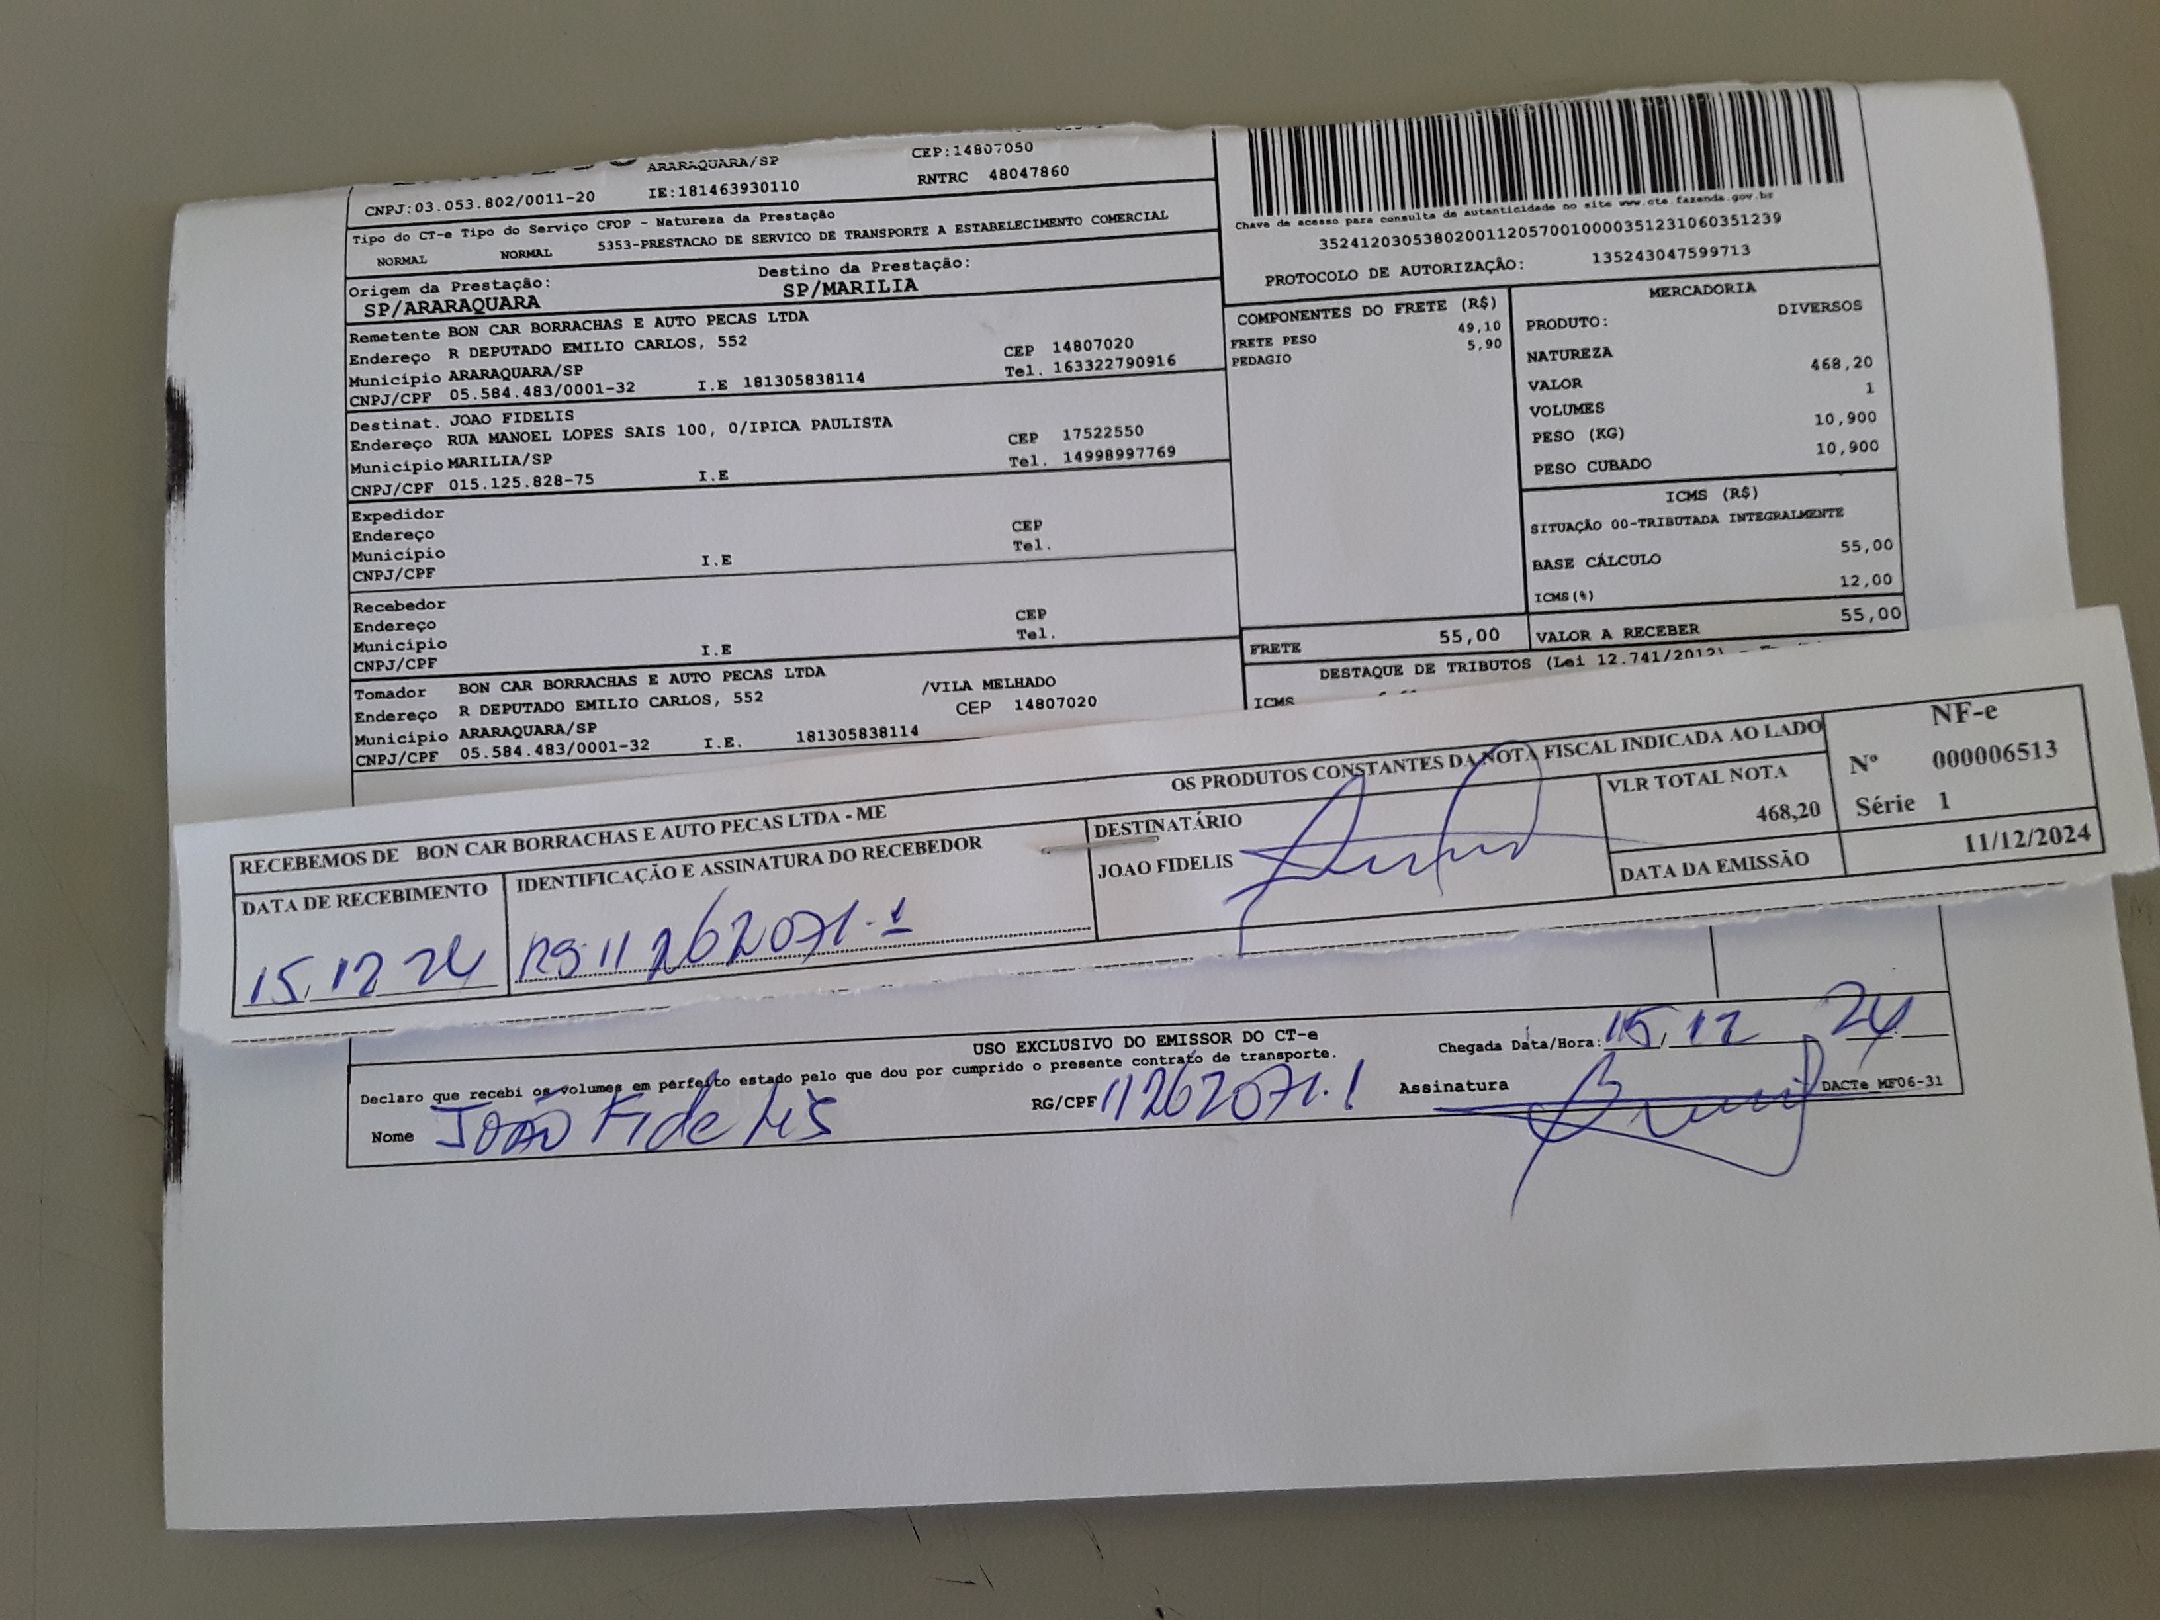 ARARAQUARA/SP CEP:14807050
CNPJ:03.053.802/0011-20 IE:181463930110 RNTRC 48047860
Tipo do CT-e Tipo do Serviço CFOP - Natureza da Prestação
NORMAL NORMAL 5353-PRESTACAO DE SERVICO DE TRANSPORTE A ESTABELECIMENTO COMERCIAL
Origem da Prestação: Destino da Prestação:
SP/ARARAQUARA SP/MARILIA
Remetente BON CAR BORRACHAS E AUTO PECAS LTDA
Endereço R DEPUTADO EMILIO CARLOS, 552 CEP 14807020
Município ARARAQUARA/SP Tel. 163322790916
CNPJ/CPF 05.584.483/0001-32 I.E 181305838114
Destinat. JOAO FIDELIS
Endereço RUA MANOEL LOPES SAIS 100, 0/IPICA PAULISTA CEP 17522550
Município MARILIA/SP Tel. 14998997769
CNPJ/CPF 015.125.828-75 I.E
Expedidor
Endereço CEP
Município Tel.
CNPJ/CPF I.E
Recebedor
Endereço CEP
Município Tel.
CNPJ/CPF I.E
Tomador BON CAR BORRACHAS E AUTO PECAS LTDA
Endereço R DEPUTADO EMILIO CARLOS, 552 /VILA MELHADO
Município ARARAQUARA/SP CEP 14807020
CNPJ/CPF 05.584.483/0001-32 I.E. 181305838114
Chave de acesso para consulta de autenticidade no site www.cte.fazenda.gov.br
35241203053802001120570010000351231060351239
PROTOCOLO DE AUTORIZAÇÃO: 135243047599713
COMPONENTES DO FRETE (R$)
FRETE PESO 49,10
PEDAGIO 5,90
MERCADORIA
PRODUTO: DIVERSOS
NATUREZA
VALOR 468,20
VOLUMES 1
PESO (KG) 10,900
PESO CUBADO 10,900
ICMS (R$)
SITUAÇÃO 00-TRIBUTADA INTEGRALMENTE
BASE CÁLCULO 55,00
ICMS(%) 12,00
FRETE 55,00 VALOR A RECEBER 55,00
DESTAQUE DE TRIBUTOS (Lei 12.741/2012)
ICMS
RECEBEMOS DE BON CAR BORRACHAS E AUTO PECAS LTDA - ME OS PRODUTOS CONSTANTES DA NOTA FISCAL INDICADA AO LADO
DATA DE RECEBIMENTO IDENTIFICAÇÃO E ASSINATURA DO RECEBEDOR
15.12 24 RG 11262071-1
DESTINATÁRIO
JOAO FIDELIS
VLR TOTAL NOTA
468,20
DATA DA EMISSÃO 11/12/2024
NF-e
Nº 000006513
Série 1
USO EXCLUSIVO DO EMISSOR DO CT-e
Declaro que recebi os volumes em perfeito estado pelo que dou por cumprido o presente contrato de transporte. Chegada Data/Hora: 15.12 24
Nome João Fidelis RG/CPF 11262071.1 Assinatura DACTe_MF06-31